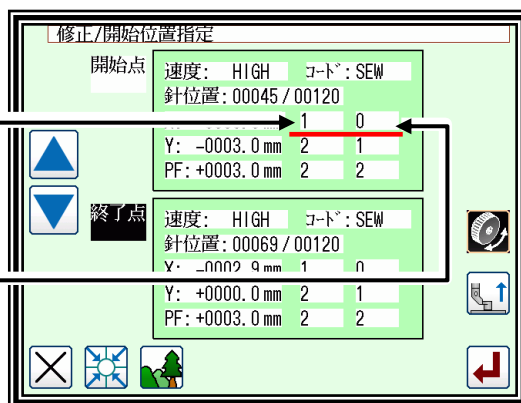 修正/開始位置指定
開始点
速度: HIGH ｺｰﾄﾞ: SEW
針位置: 00045 / 00120
1 0
Y: -0003.0 mm 2 1
PF: +0003.0 mm 2 2
終了点
速度: HIGH ｺｰﾄﾞ: SEW
針位置: 00069 / 00120
X: -0002.9 mm 1 0
Y: +0000.0 mm 2 1
PF: +0003.0 mm 2 2